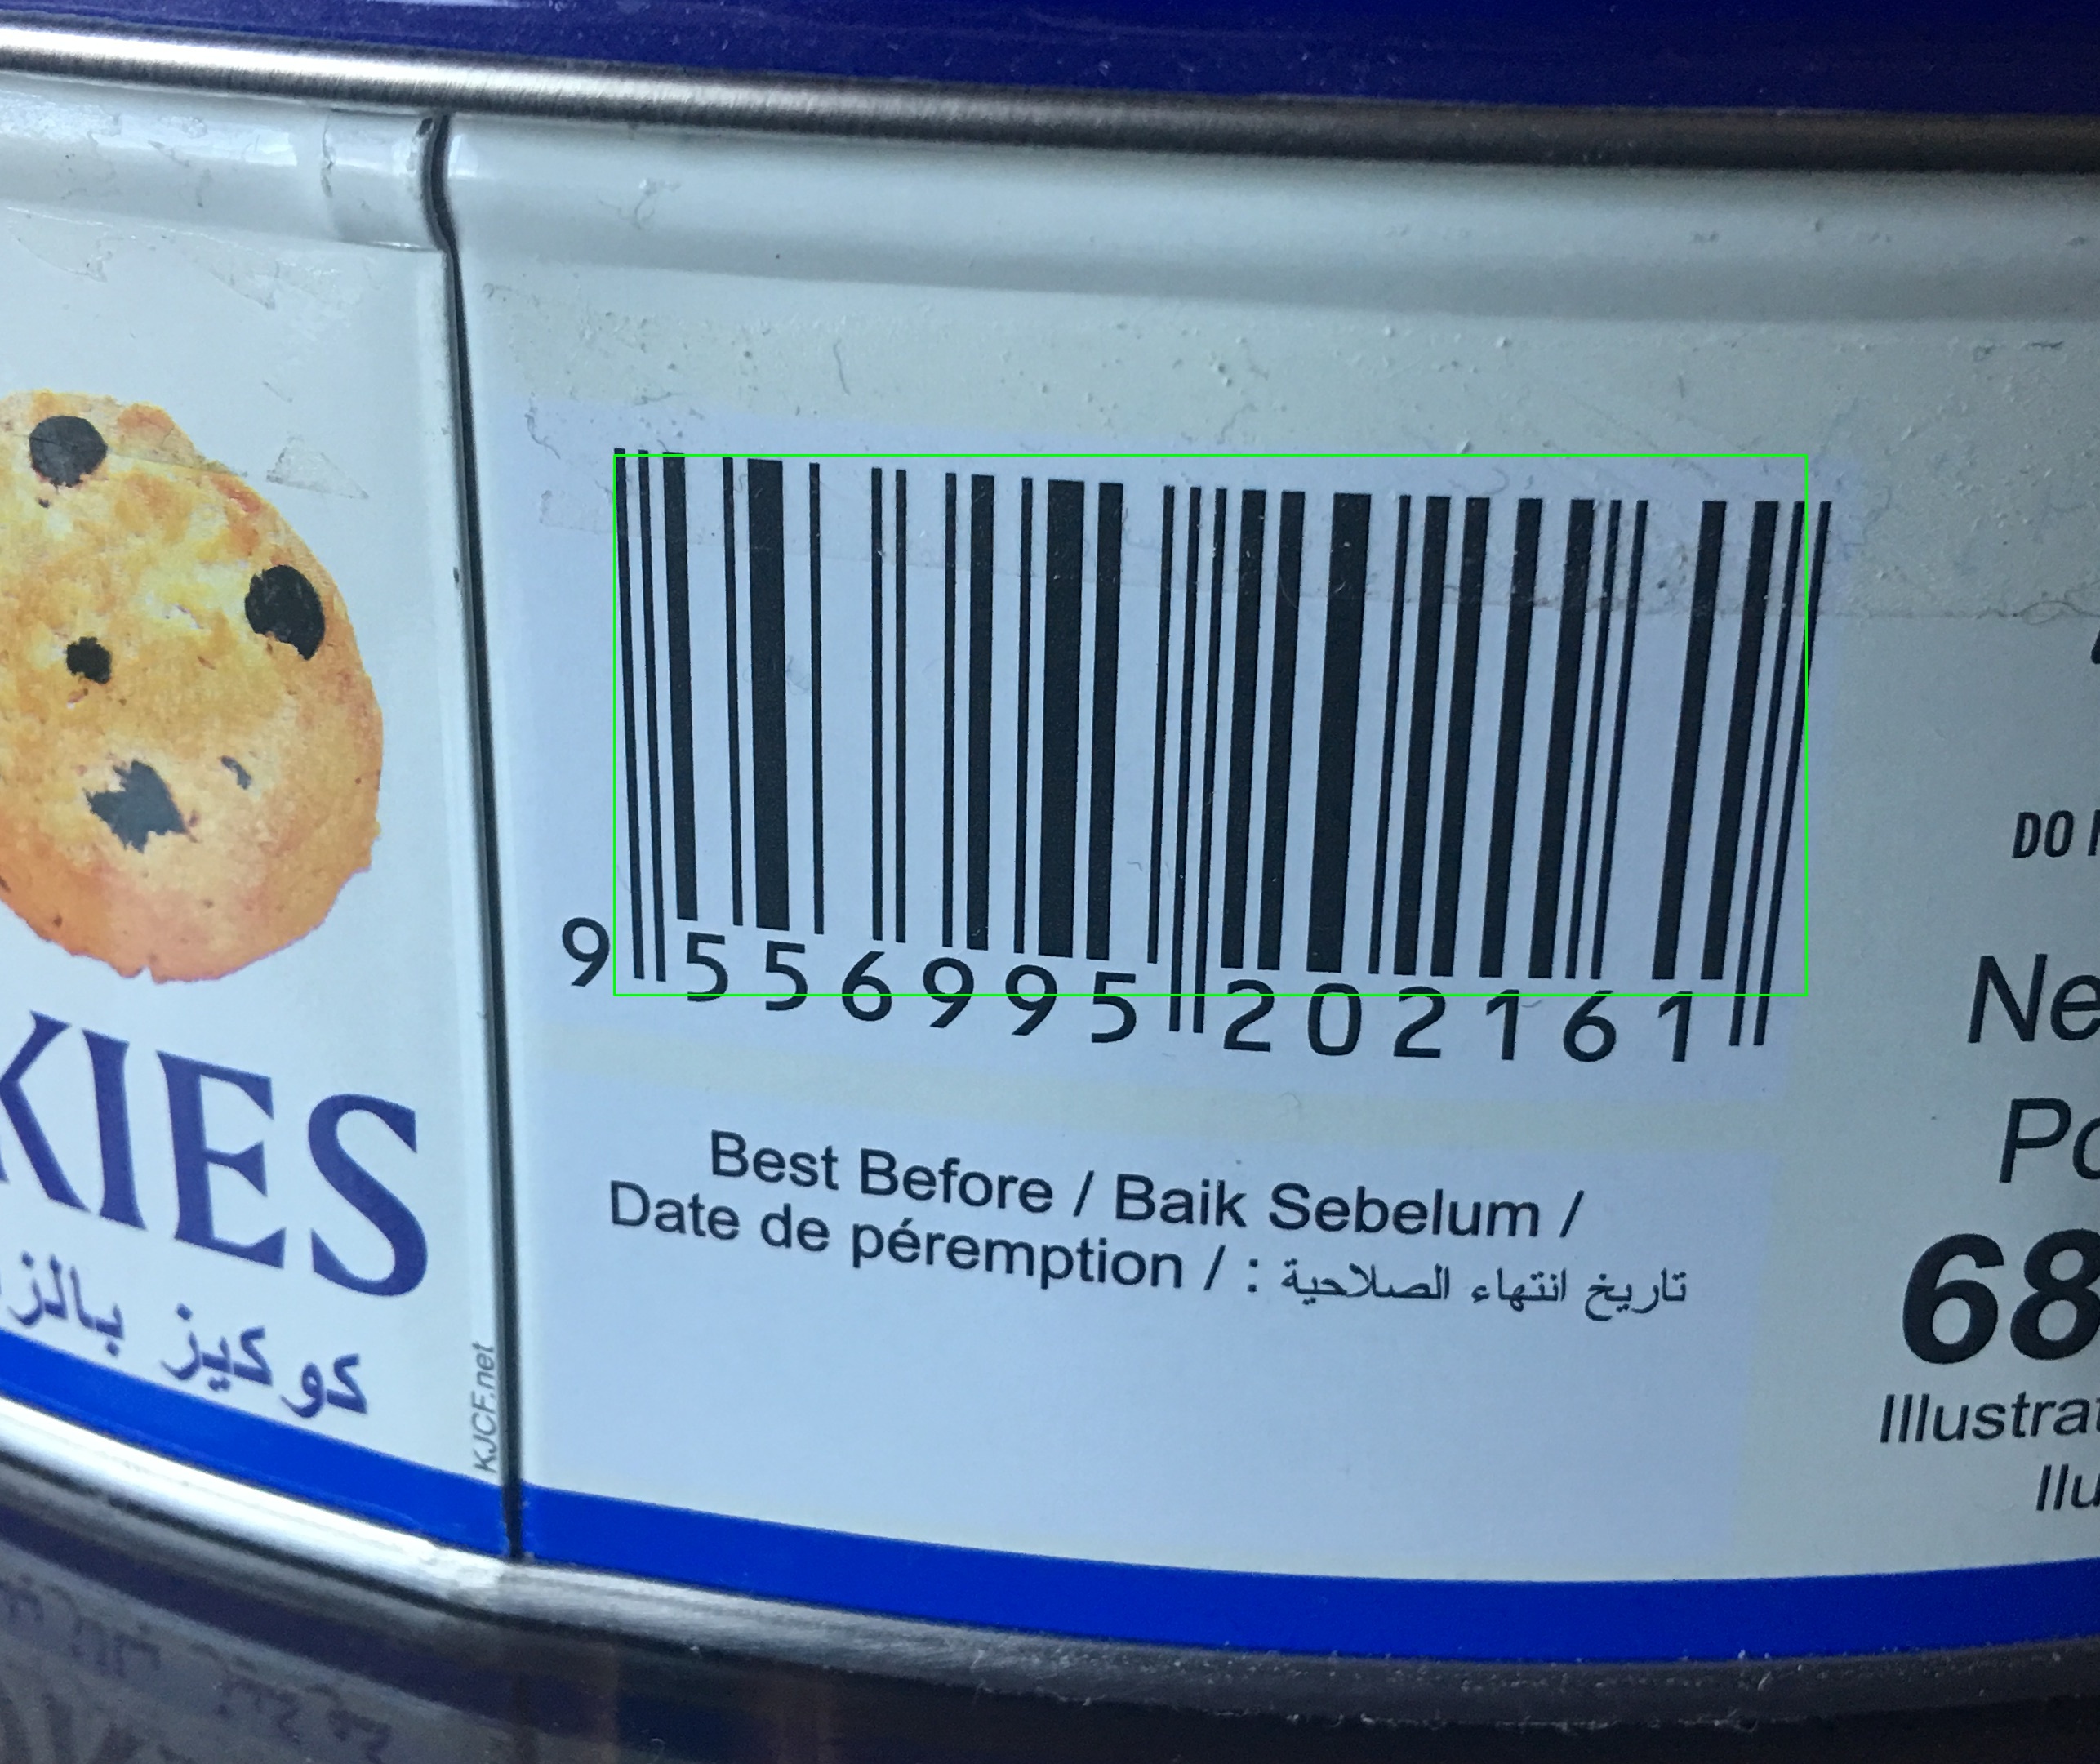 KIES
كوكيز بالز
KJCF.net
9 556995 202161
Best Before / Baik Sebelum /
Date de péremption / : تاريخ انتهاء الصلاحية
DO
Ne
Po
68
Illustrat
Ilu